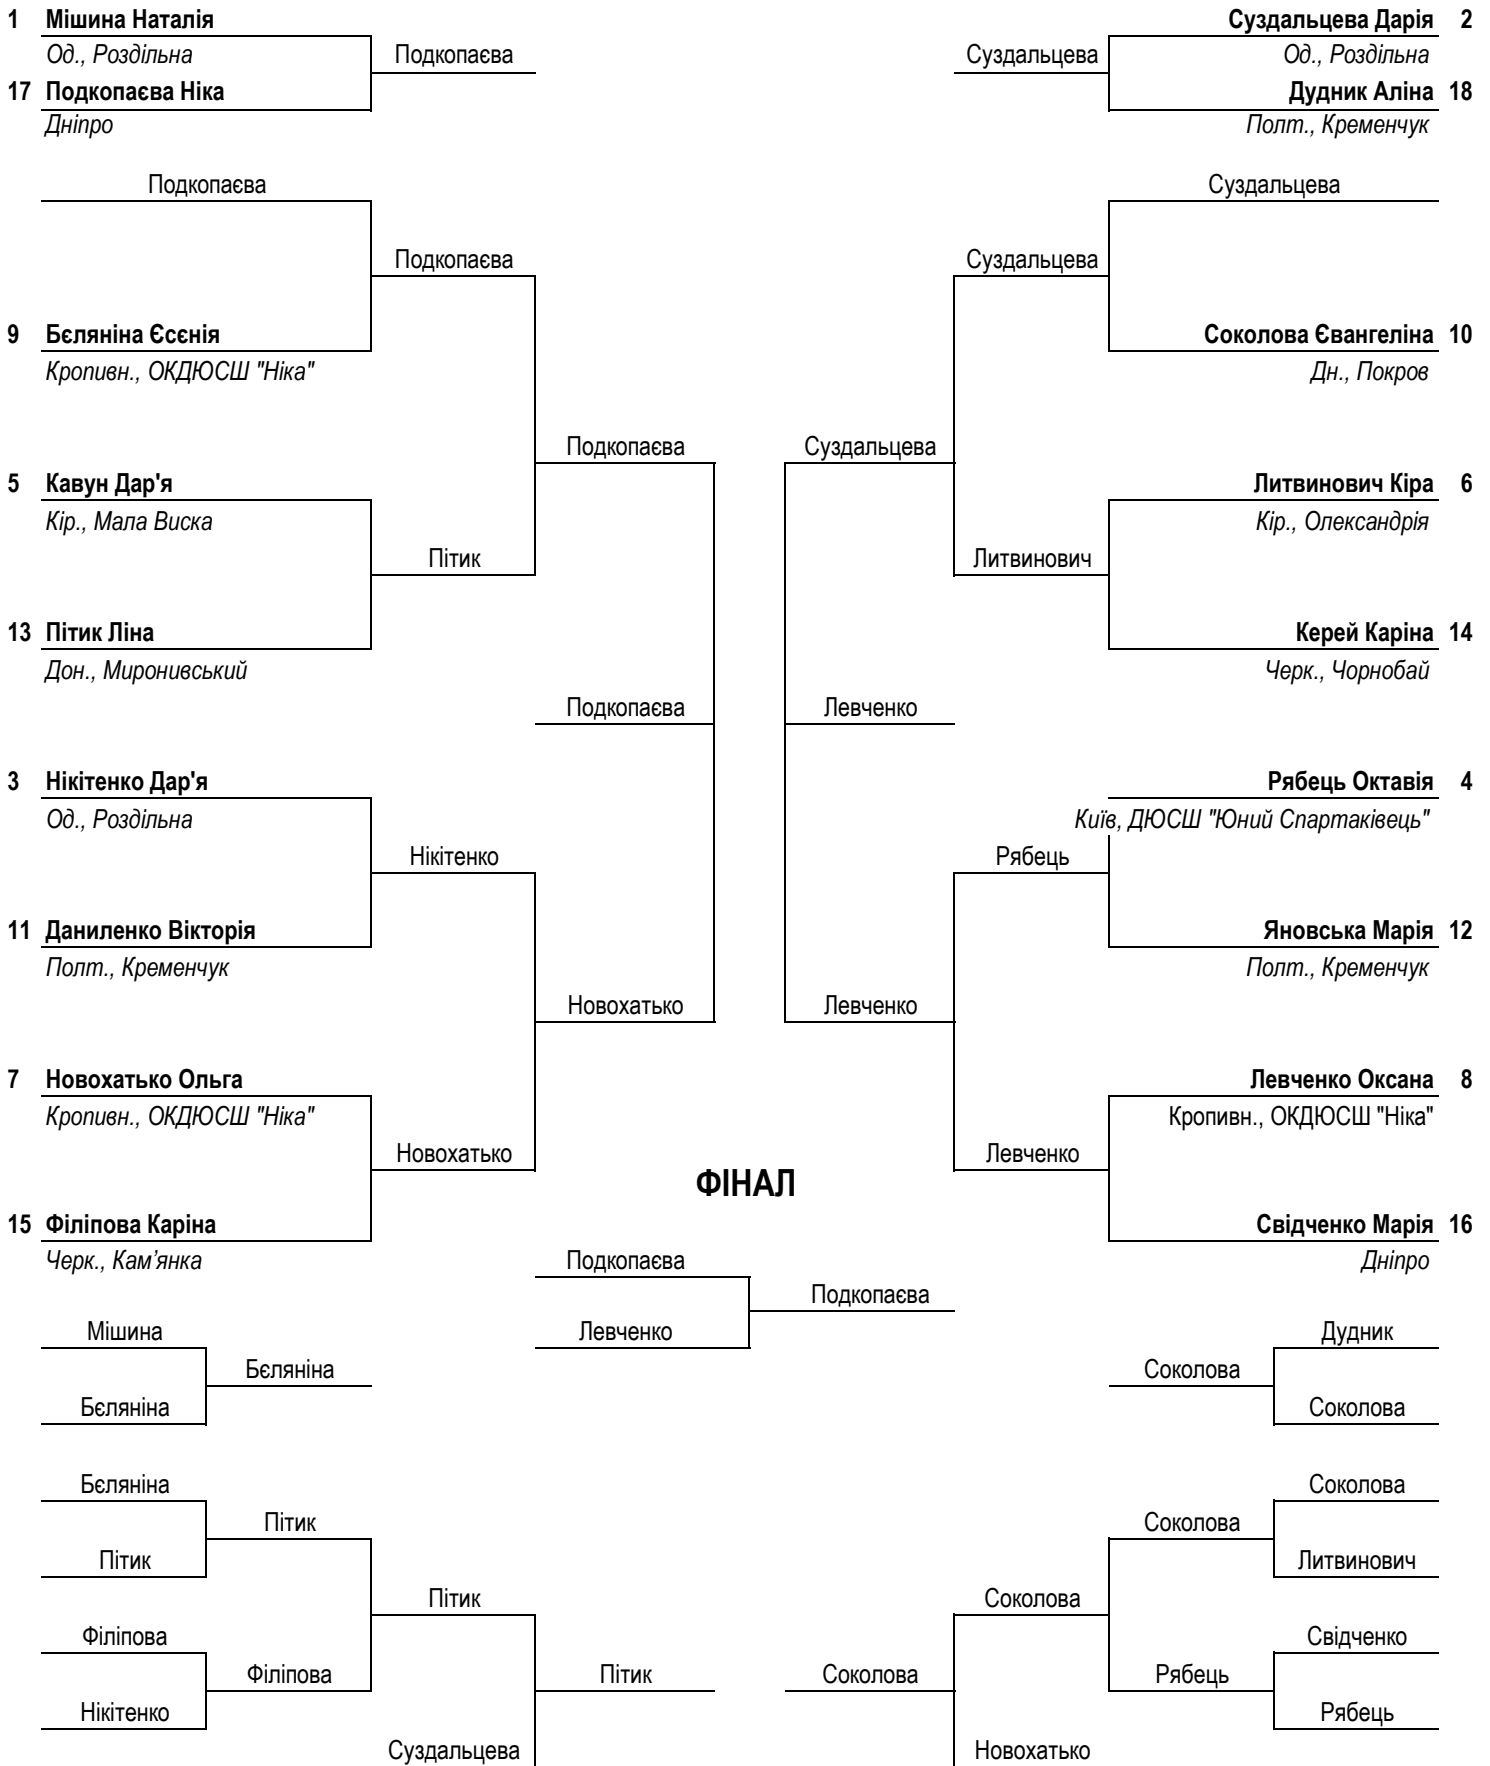 1 Мішина Наталія
Суздальцева Дарія 2
Од., Роздільна
Подкопаєва
Суздальцева
Од., Роздільна
17 Подкопаєва Ніка
Дудник Аліна 18
Дніпро
Полт., Кременчук
Подкопаєва
Суздальцева
Подкопаєва
Суздальцева
9 Бєляніна Єсєнія
Соколова Євангеліна 10
Кропивн., ОКДЮСШ "Ніка"
Дн., Покров
Подкопаєва
Суздальцева
5 Кавун Дар'я
Литвинович Кіра 6
Кір., Мала Виска
Кір., Олександрія
Пітик
Литвинович
13 Пітик Ліна
Керей Каріна 14
Дон., Миронивський
Черк., Чорнобай
Подкопаєва
Левченко
3 Нікітенко Дар'я
Рябець Октавія 4
Од., Роздільна
Київ, ДЮСШ "Юний Спартаківець"
Нікітенко
Рябець
11 Даниленко Вікторія
Яновська Марія 12
Полт., Кременчук
Полт., Кременчук
Новохатько
Левченко
7 Новохатько Ольга
Левченко Оксана 8
Кропивн., ОКДЮСШ "Ніка"
Кропивн., ОКДЮСШ "Ніка"
Новохатько
Левченко
ФІНАЛ
15 Філіпова Каріна
Свідченко Марія 16
Черк., Кам’янка
Подкопаєва
Дніпро
Подкопаєва
Мішина
Левченко
Дудник
Бєляніна
Соколова
Бєляніна
Соколова
Бєляніна
Соколова
Пітик
Соколова
Пітик
Литвинович
Пітик
Соколова
Філіпова
Свідченко
Філіпова
Пітик
Соколова
Рябець
Нікітенко
Рябець
Суздальцева
Новохатько